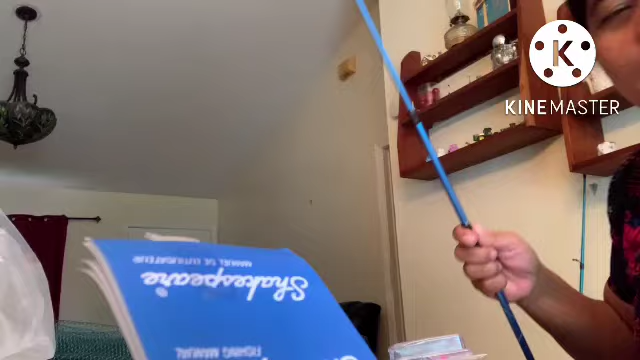 K
KINEMASTER
FISHING MANUAL
Shakespeare®
MANUEL DE L'UTILISATEUR